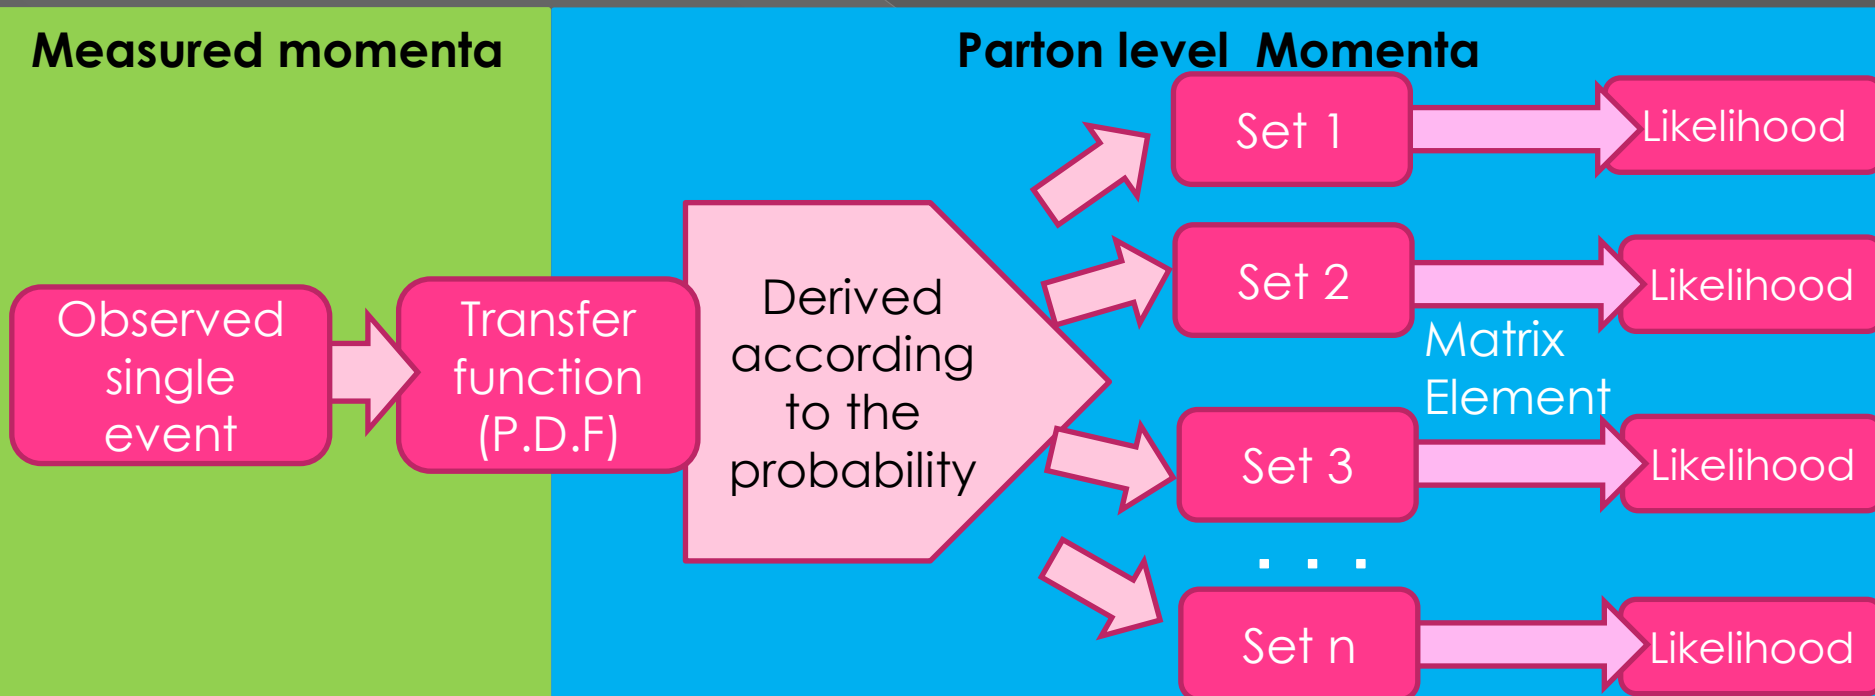 Measured momenta
Parton level Momenta
Observed
single
event
Transfer
function
(P.D.F)
Derived
according
to the
probability
Set 1
Likelihood
Set 2
Likelihood
Matrix
Element
Set 3
Likelihood
. . .
Set n
Likelihood